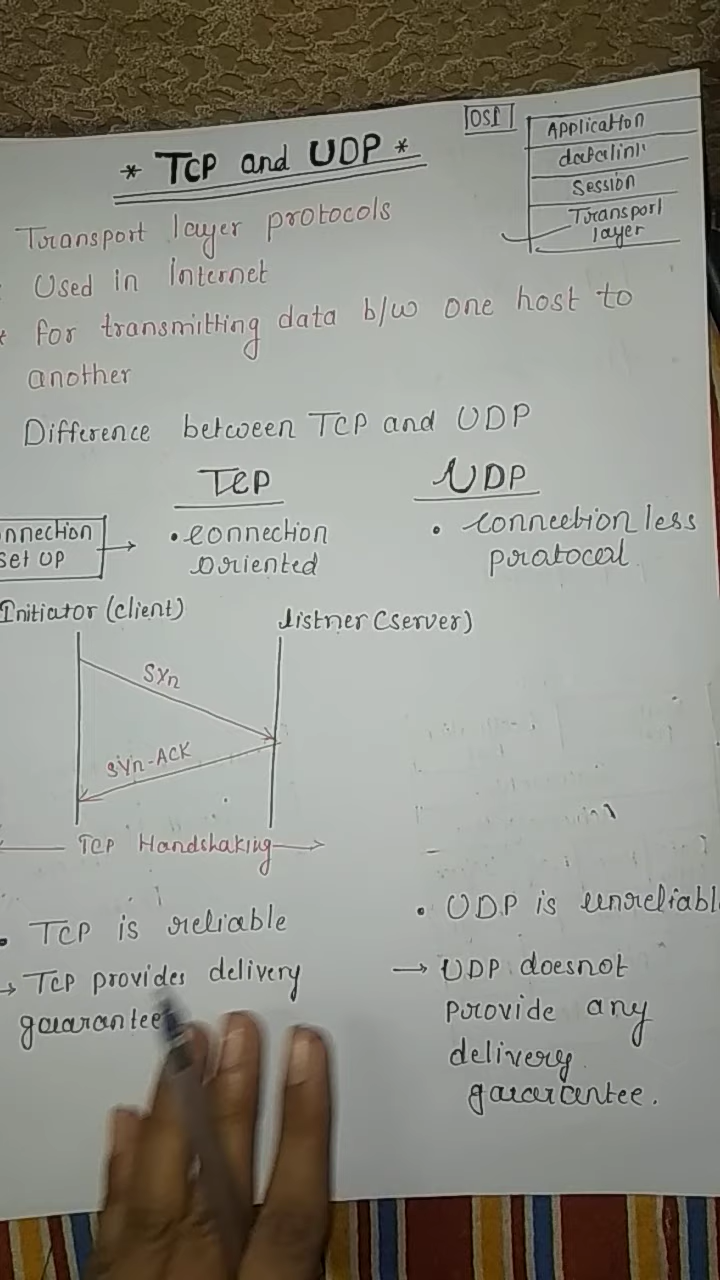 * TCP and UDP *
OSI
Application
datalink
Session
Transport
layer
Transport layer protocols
Used in Internet
* for transmitting data b/w one host to
another
Difference between TCP and UDP
TCP
UDP
onnection
set UP
• connection
oriented
• connection less
protocol
Initiator (client)
listner (server)
Syn
Syn-ACK
TCP Handshaking
• TCP is reliable
→ TCP provides delivery
guarantee
• UDP is unreliabl
→ UDP doesnot
provide any
delivery
guararantee.